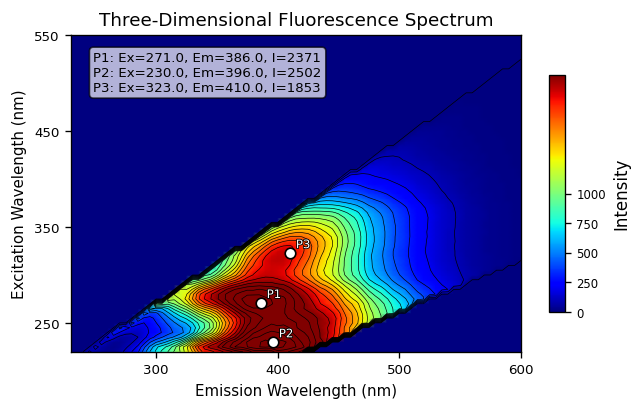 Three-Dimensional Fluorescence Spectrum
P1: Ex=271.0, Em=386.0, I=2371
P2: Ex=230.0, Em=396.0, I=2502
P3: Ex=323.0, Em=410.0, I=1853
550
450
350
250
Excitation Wavelength (nm)
P3
P1
P2
300
400
500
600
Emission Wavelength (nm)
1000
750
500
250
0
Intensity